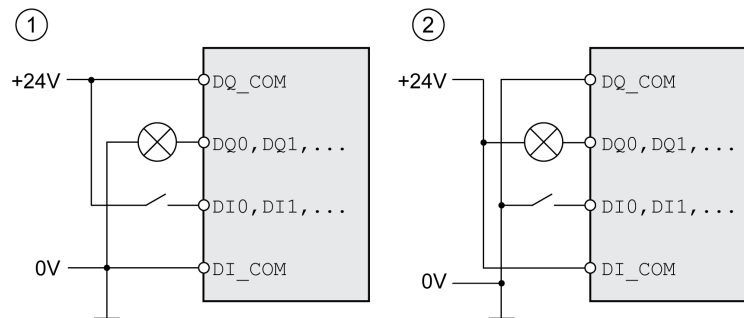 1
+24V
DQ_COM
DQ0,DQ1,...
DI0,DI1,...
0V
DI_COM
2
+24V
DQ_COM
DQ0,DQ1,...
DI0,DI1,...
DI_COM
0V